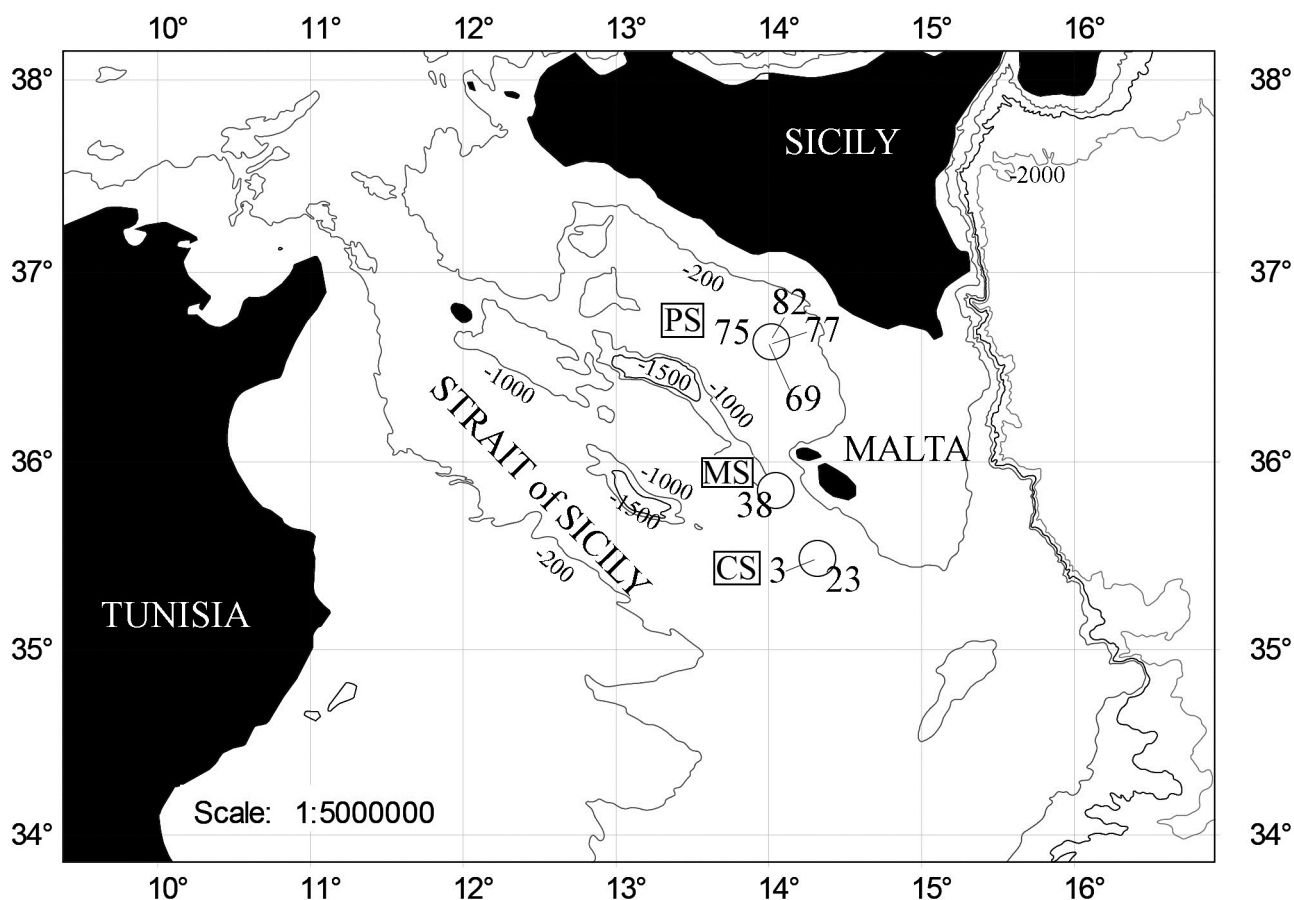 10° 11° 12° 13° 14° 15° 16°
38° 38°
SICILY
-2000
37° 37°
-200
82
PS 75 77
-1500
-1000 -1000
69
STRAIT of SICILY
MALTA
36° 36°
MS
-1000
38
-1500
-200
CS 3 23
TUNISIA
35° 35°
Scale: 1:5000000
34° 34°
10° 11° 12° 13° 14° 15° 16°